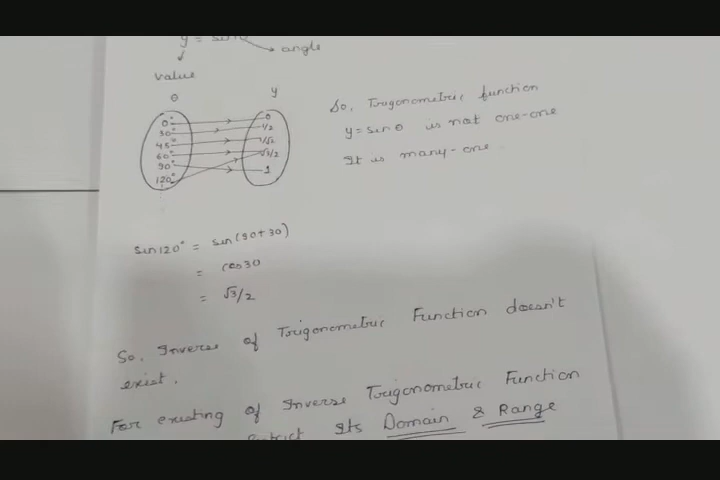 y = sinθ
→ angle
value
θ y
0° 0
30° 1/2
45° 1/√2
60° √3/2
90° 1
120°
So, Trigonometric function
y = sin θ is not one-one
It is many-one
sin 120° = sin(90+30)
= cos 30
= √3/2
So, Inverse of Trigonometric Function doesn't
exist.
For existing of Inverse Trigonometric Function
Its Domain & Range